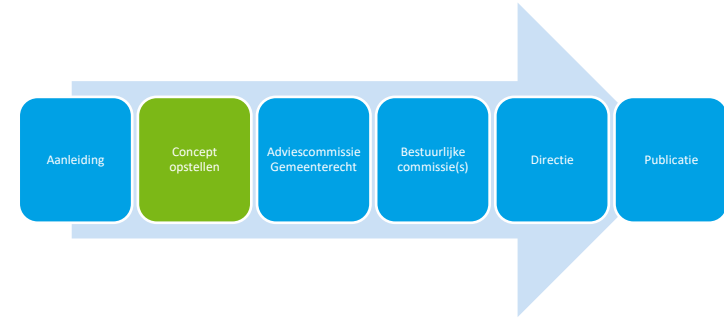 Aanleiding
Concept
opstellen
Adviescommissie
Gemeenterecht
Bestuurlijke
commissie(s)
Directie
Publicatie